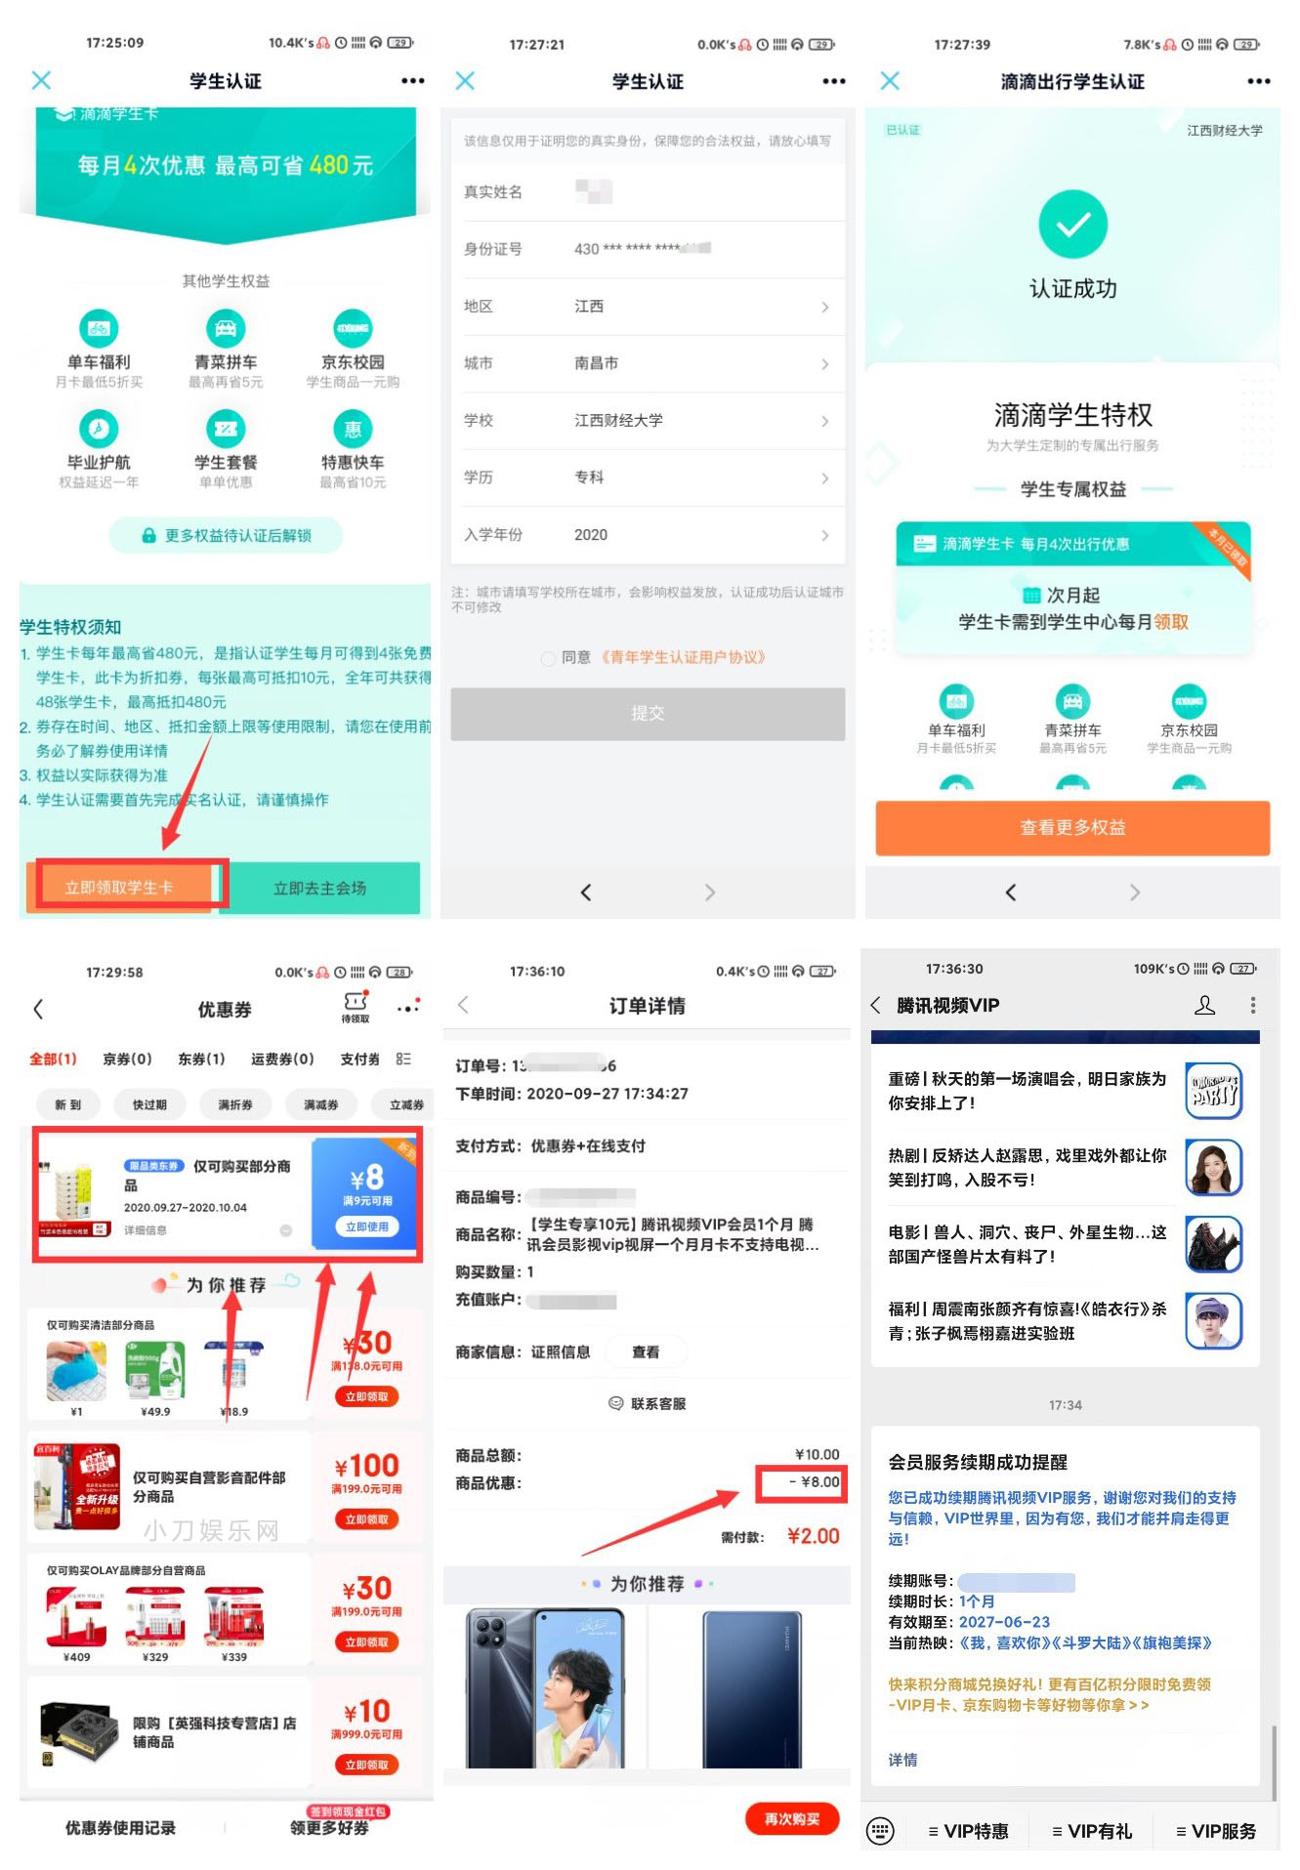 17:25:09
10.4K's
29
学生认证
滴滴学生卡
每月4次优惠 最高可省 480元
其他学生权益
单车福利
青菜拼车
京东校园
月卡最低5折买
最高再省5元
学生商品一元购
惠
毕业护航
学生套餐
特惠快车
权益延迟一年
单单优惠
最高省10元
更多权益待认证后解锁
学生特权须知
1. 学生卡每年最高省480元，是指认证学生每月可得到4张免费
学生卡，此卡为折扣券，每张最高可抵扣10元，全年可共获得
48张学生卡，最高抵扣480元
2. 券存在时间、地区、抵扣金额上限等使用限制，请您在使用前
务必了解券使用详情
3. 权益以实际获得为准
4. 学生认证需要首先完成实名认证，请谨慎操作
立即领取学生卡
立即去主会场
17:27:21
0.0K's
29
学生认证
该信息仅用于证明您的真实身份，保障您的合法权益，请放心填写
真实姓名
身份证号 430 *** **** ****
地区 江西
城市 南昌市
学校 江西财经大学
学历 专科
入学年份 2020
注：城市请填写学校所在城市，会影响权益发放，认证成功后认证城市
不可修改
同意《青年学生认证用户协议》
提交
17:27:39
7.8K's
29
滴滴出行学生认证
已认证
江西财经大学
认证成功
滴滴学生特权
为大学生定制的专属出行服务
学生专属权益
滴滴学生卡 每月4次出行优惠
本月已领取
次月起
学生卡需到学生中心每月领取
单车福利
青菜拼车
京东校园
月卡最低5折买
最高再省5元
学生商品一元购
查看更多权益
17:29:58
0.0K's
28
优惠券
待领取
全部(1)
京券(0)
东券(1)
运费券(0)
支付券
新到
快过期
满折券
满减券
立减券
限品类东券 仅可购买部分商
品
2020.09.27-2020.10.04
详细信息
新到
¥8
满9元可用
立即使用
为你推荐
仅可购买清洁部分商品
¥1
¥49.9
¥18.9
¥30
满138.0元可用
立即领取
全新升级
仅可购买自营影音配件部
分商品
¥100
满199.0元可用
立即领取
小刀娱乐网
仅可购买OLAY品牌部分自营商品
¥409
¥329
¥339
¥30
满199.0元可用
立即领取
限购【英强科技专营店】店
铺商品
¥10
满999.0元可用
立即领取
签到领现金红包
优惠券使用记录
领更多好券
17:36:10
0.4K's
27
订单详情
订单号：13 6
下单时间：2020-09-27 17:34:27
支付方式：优惠券+在线支付
商品编号：
商品名称：【学生专享10元】腾讯视频VIP会员1个月 腾
讯会员影视vip视屏一个月月卡不支持电视...
购买数量：1
充值账户：
商家信息：证照信息 查看
联系客服
商品总额： ¥10.00
商品优惠： - ¥8.00
需付款： ¥2.00
为你推荐
再次购买
17:36:30
109K's
27
腾讯视频VIP
重磅 | 秋天的第一场演唱会，明日家族为
你安排上了！
PARTY
热剧 | 反矫达人赵露思，戏里戏外都让你
笑到打鸣，入股不亏！
电影 | 兽人、洞穴、丧尸、外星生物...这
部国产怪兽片太有料了！
福利 | 周震南张颜齐有惊喜!《皓衣行》杀
青；张子枫焉栩嘉进实验班
17:34
会员服务续期成功提醒
您已成功续期腾讯视频VIP服务，谢谢您对我们的支持
与信赖，VIP世界里，因为有您，我们才能并肩走得更
远！
续期账号：
续期时长：1个月
有效期至：2027-06-23
当前热映：《我，喜欢你》《斗罗大陆》《旗袍美探》
快来积分商城兑换好礼！更有百亿积分限时免费领
-VIP月卡、京东购物卡等好物等你拿>>
详情
VIP特惠
VIP有礼
VIP服务